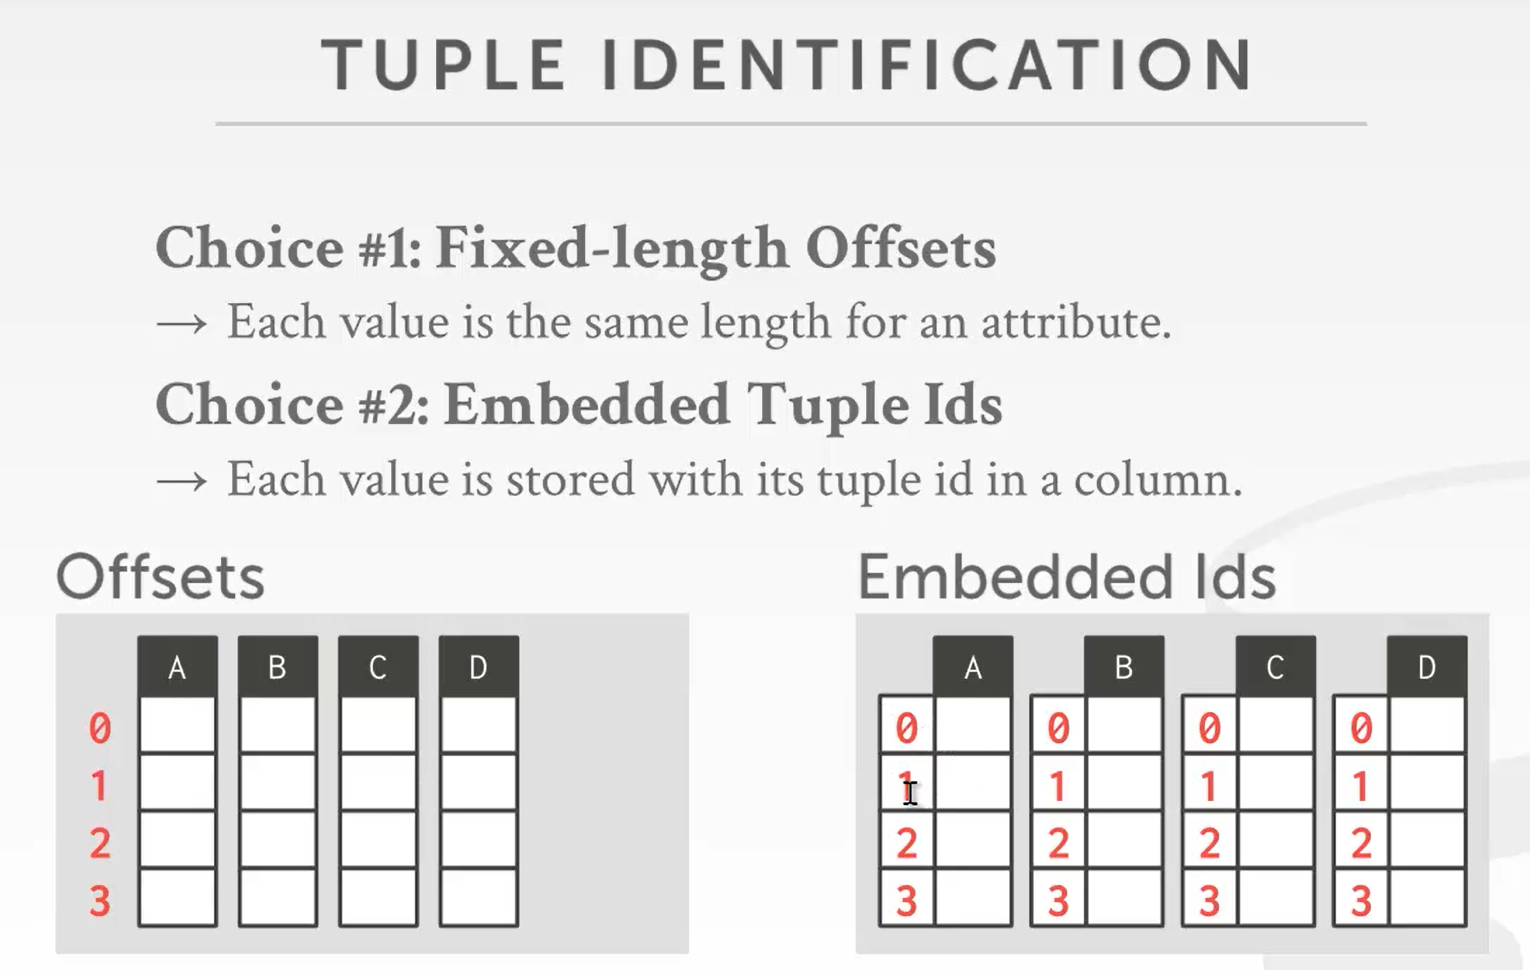 TUPLE IDENTIFICATION
Choice #1: Fixed-length Offsets
→ Each value is the same length for an attribute.
Choice #2: Embedded Tuple Ids
→ Each value is stored with its tuple id in a column.
Offsets
A B C D
0
1
2
3
Embedded Ids
A B C D
0 0 0 0
1 1 1 1
2 2 2 2
3 3 3 3